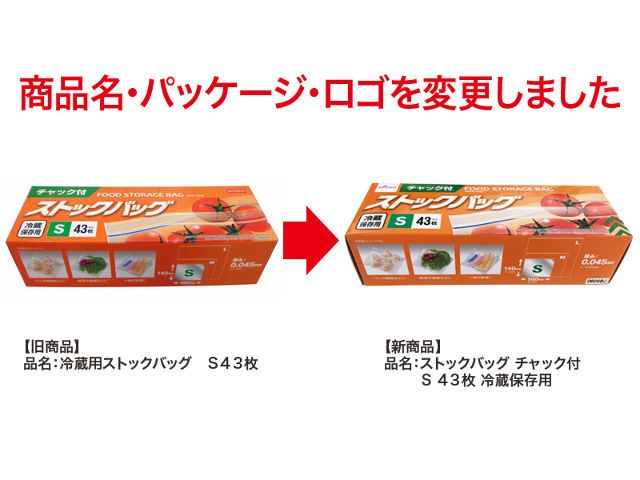 商品名・パッケージ・ロゴを変更しました
チャック付
FOOD STORAGE BAG
ストックバッグ
冷蔵
保存用
S
43枚
140mm
160mm
S
M
L
厚み:
0.045mm
チャック付
FOOD STORAGE BAG
ストックバッグ
冷蔵
保存用
S
43枚
140mm
160mm
S
M
L
厚み:
0.045mm
【旧商品】
品名:冷蔵用ストックバッグ S43枚
【新商品】
品名:ストックバッグ チャック付
S 43枚 冷蔵保存用